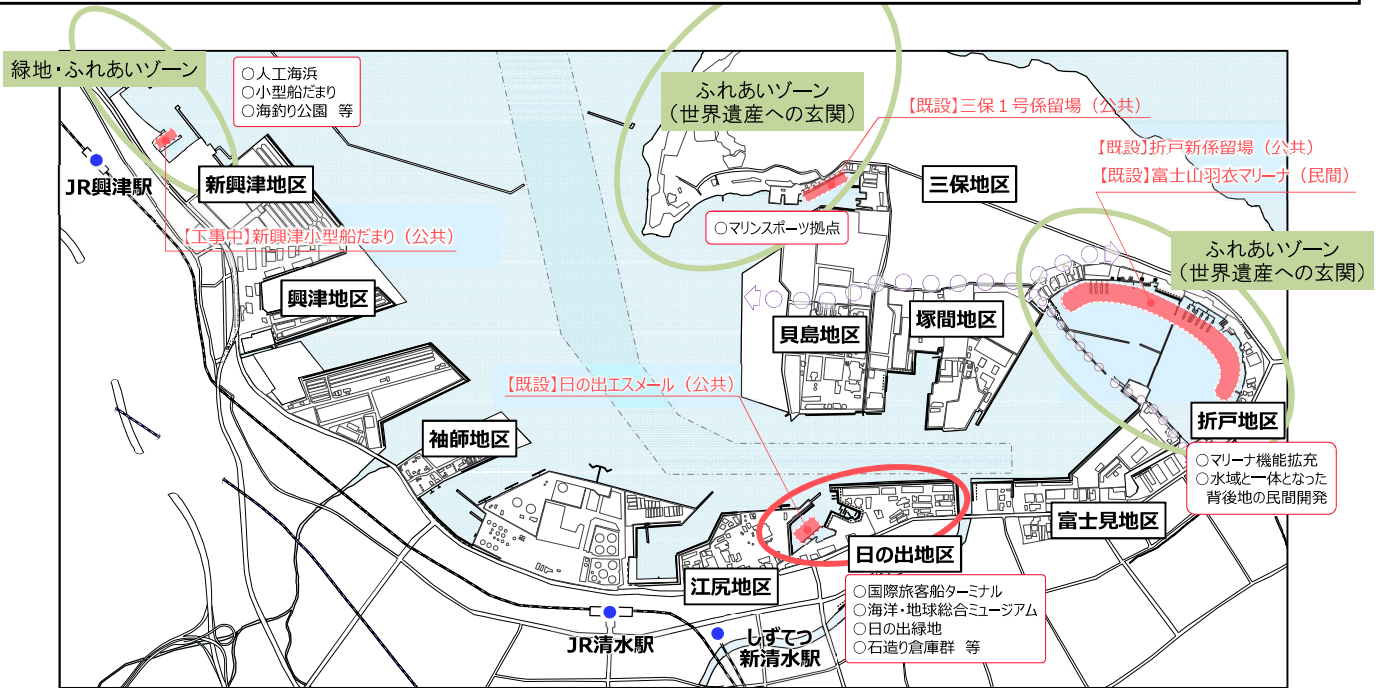 緑地・ふれあいゾーン
○人工海浜
○小型船だまり
○海釣り公園 等
ふれあいゾーン
(世界遺産への玄関)
【既設】三保1号係留場(公共)
【既設】折戸新係留場(公共)
【既設】富士山羽衣マリーナ(民間)
JR興津駅
新興津地区
三保地区
○マリンスポーツ拠点
【工事中】新興津小型船だまり(公共)
ふれあいゾーン
(世界遺産への玄関)
興津地区
貝島地区
塚間地区
【既設】日の出エスメール(公共)
折戸地区
袖師地区
○マリーナ機能拡充
○水域と一体となった
背後地の民間開発
富士見地区
日の出地区
江尻地区
○国際旅客船ターミナル
○海洋・地球総合ミュージアム
○日の出緑地
○石造り倉庫群 等
JR清水駅
しずてつ
新清水駅